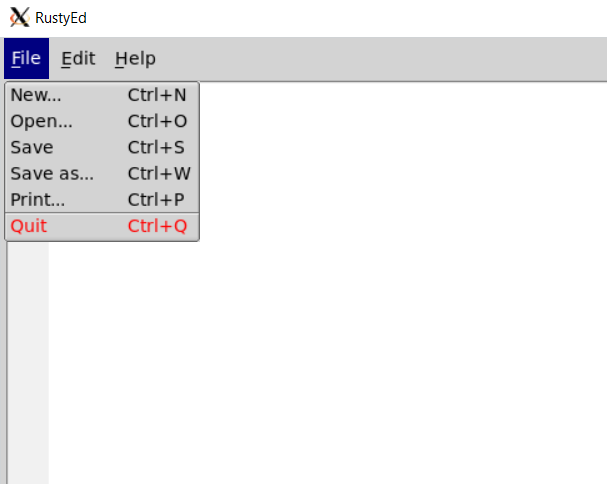 RustyEd
File Edit Help
New... Ctrl+N
Open... Ctrl+O
Save Ctrl+S
Save as... Ctrl+W
Print... Ctrl+P
Quit Ctrl+Q